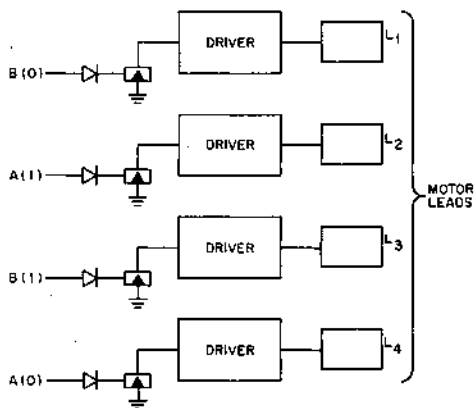 DRIVER
L1
B(0)
DRIVER
L2
A(1)
MOTOR
LEADS
DRIVER
L3
B(1)
DRIVER
L4
A(0)